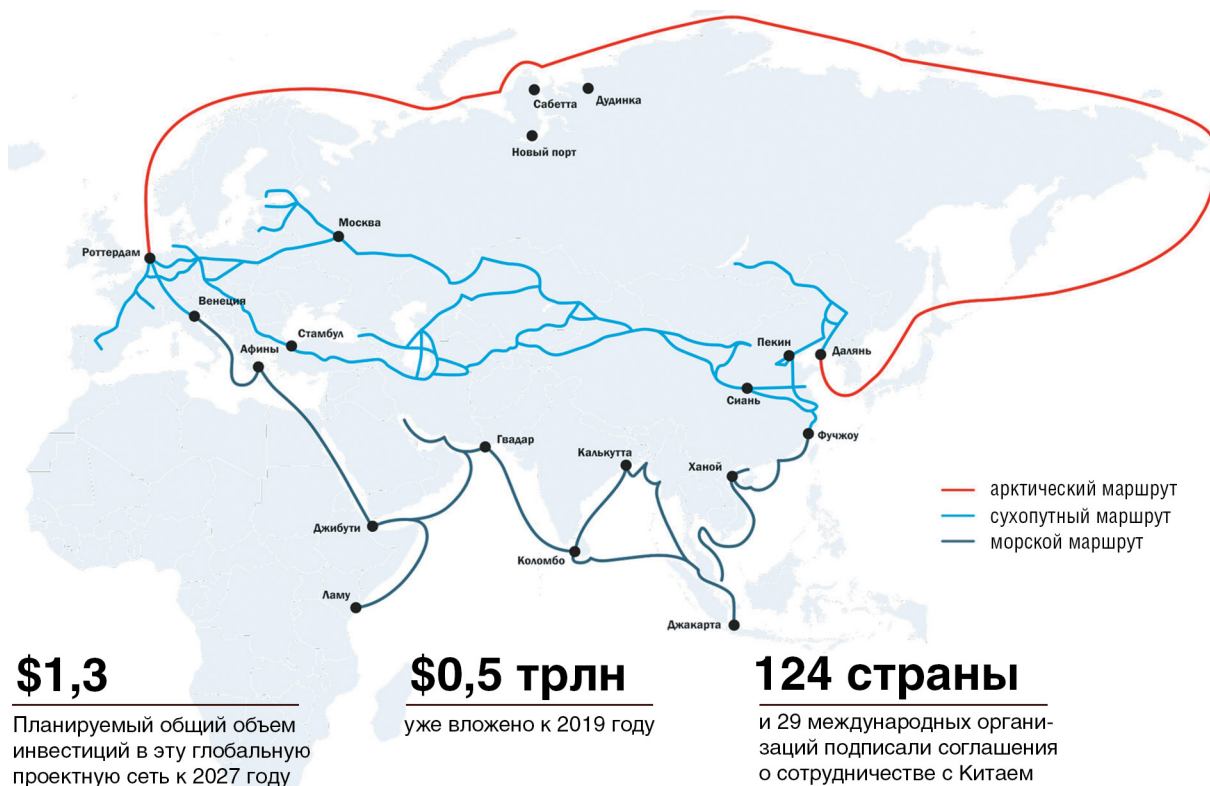 Сабетта
Дудинка
Новый порт
Москва
Роттердам
Венеция
Стамбул
Афины
Пекин
Далянь
Сиань
Фучжоу
Гвадар
Калькутта
Ханой
Джибути
Коломбо
Ламу
Джакарта
арктический маршрут
сухопутный маршрут
морской маршрут
$1,3
Планируемый общий объем
инвестиций в эту глобальную
проектную сеть к 2027 году
$0,5 трлн
уже вложено к 2019 году
124 страны
и 29 международных органи-
заций подписали соглашения
о сотрудничестве с Китаем